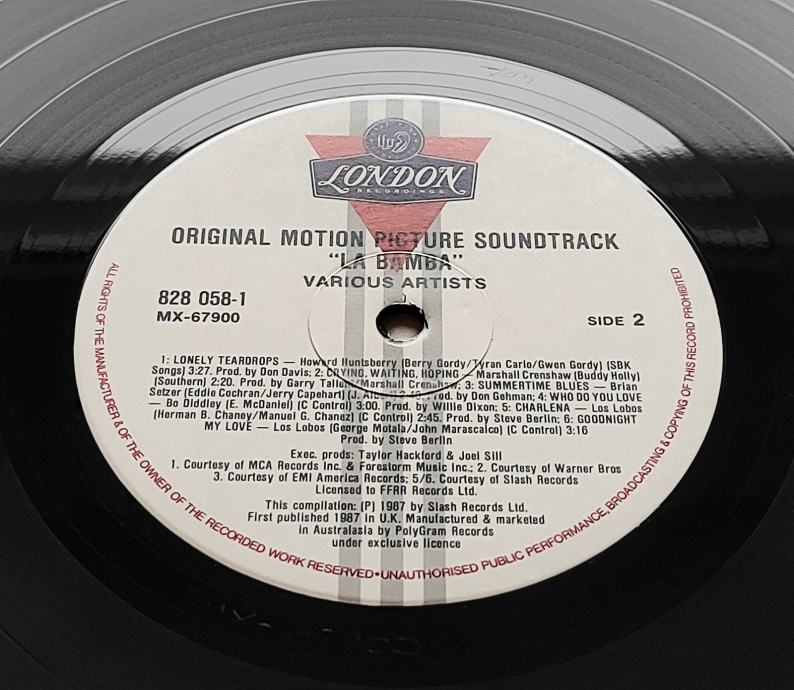 LONDON
RECORDINGS
ORIGINAL MOTION PICTURE SOUNDTRACK
“LA BAMBA”
VARIOUS ARTISTS
828 058-1
MX-67900
SIDE 2
1: LONELY TEARDROPS — Howard Huntsberry (Berry Gordy/Tyran Carlo/Gwen Gordy) (SBK
Songs) 3:27. Prod. by Don Davis; 2: CRYING, WAITING, HOPING — Marshall Crenshaw (Buddy Holly)
(Southern) 2:20. Prod. by Garry Tallent/Marshall Crenshaw; 3: SUMMERTIME BLUES — Brian
Setzer (Eddie Cochran/Jerry Capehart) (J. Prod. by Don Gehman; 4: WHO DO YOU LOVE
— Bo Diddley (E. McDaniel) (C Control) 3:00. Prod. by Willie Dixon; 5: CHARLENA — Los Lobos
(Herman B. Chaney/Manuel G. Chanez) (C Control) 2:45. Prod. by Steve Berlin; 6: GOODNIGHT
MY LOVE — Los Lobos (George Motala/John Marascalco) (C Control) 3:16
Prod. by Steve Berlin
Exec. prods: Taylor Hackford & Joel Sill
1. Courtesy of MCA Records Inc. & Forestorm Music Inc.; 2. Courtesy of Warner Bros
3. Courtesy of EMI America Records; 5/6. Courtesy of Slash Records
Licensed to FFRR Records Ltd.
This compilation: (P) 1987 by Slash Records Ltd.
First published 1987 in U.K. Manufactured & marketed
in Australasia by PolyGram Records
under exclusive licence
ALL RIGHTS OF THE MANUFACTURER & OF THE OWNER OF THE RECORDED WORK RESERVED•UNAUTHORISED PUBLIC PERFORMANCE, BROADCASTING & COPYING OF THIS RECORD PROHIBITED